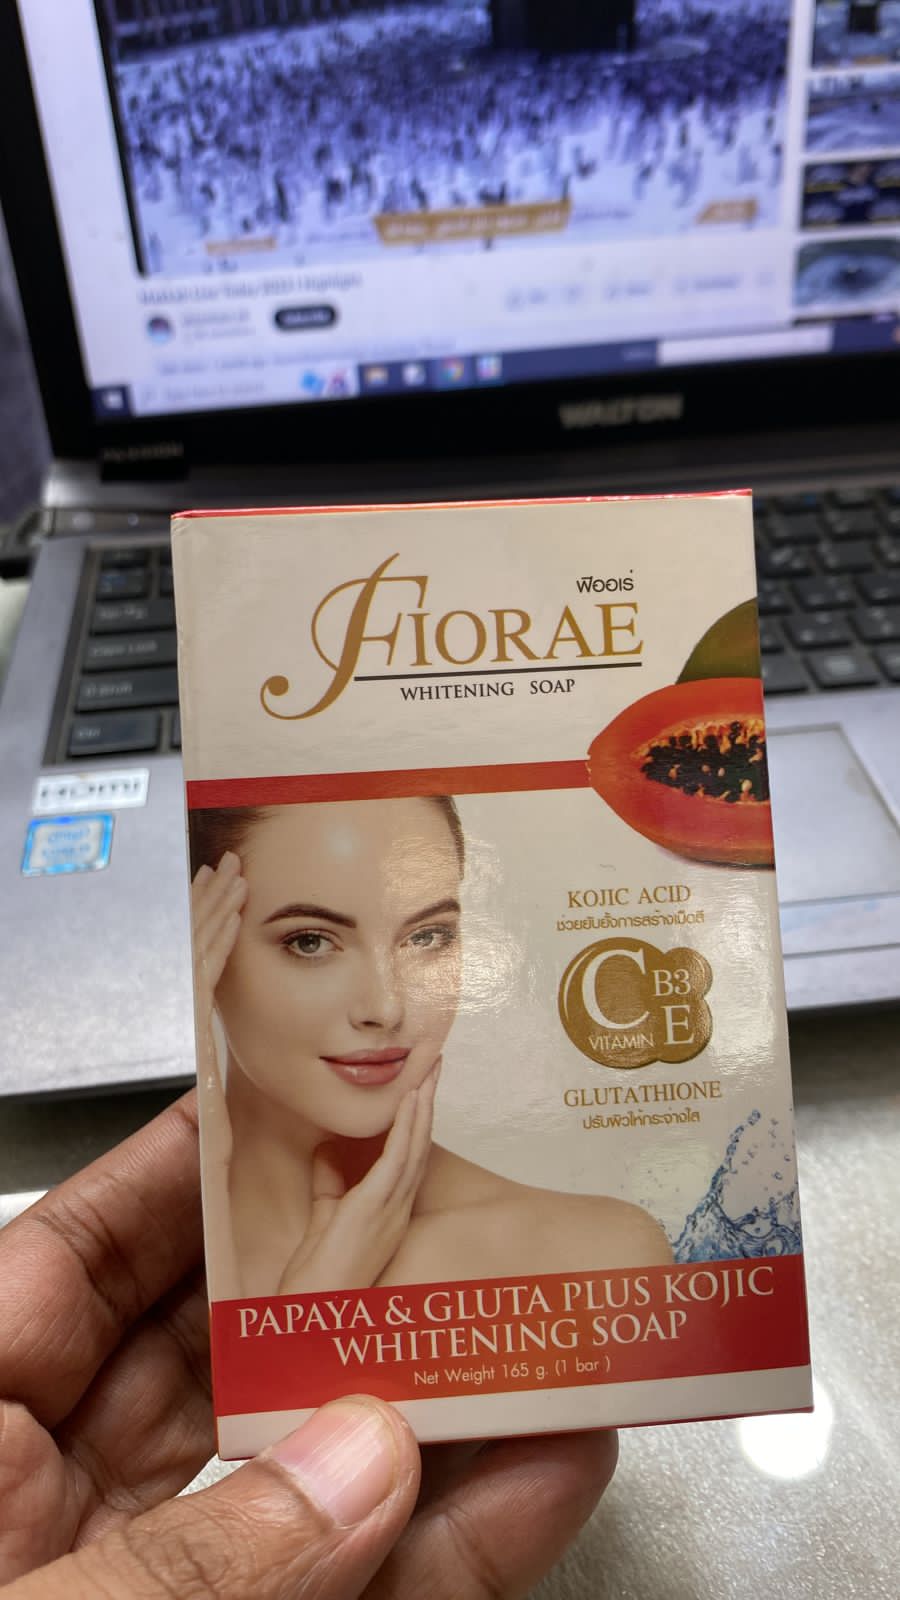 WALTON
HDMI
ฟิออเร่
FIORAE
WHITENING SOAP
KOJIC ACID
ช่วยยับยั้งการสร้างเม็ดสี
C B3
VITAMIN E
GLUTATHIONE
ปรับผิวให้กระจ่างใส
PAPAYA & GLUTA PLUS KOJIC
WHITENING SOAP
Net Weight 165 g. (1 bar )